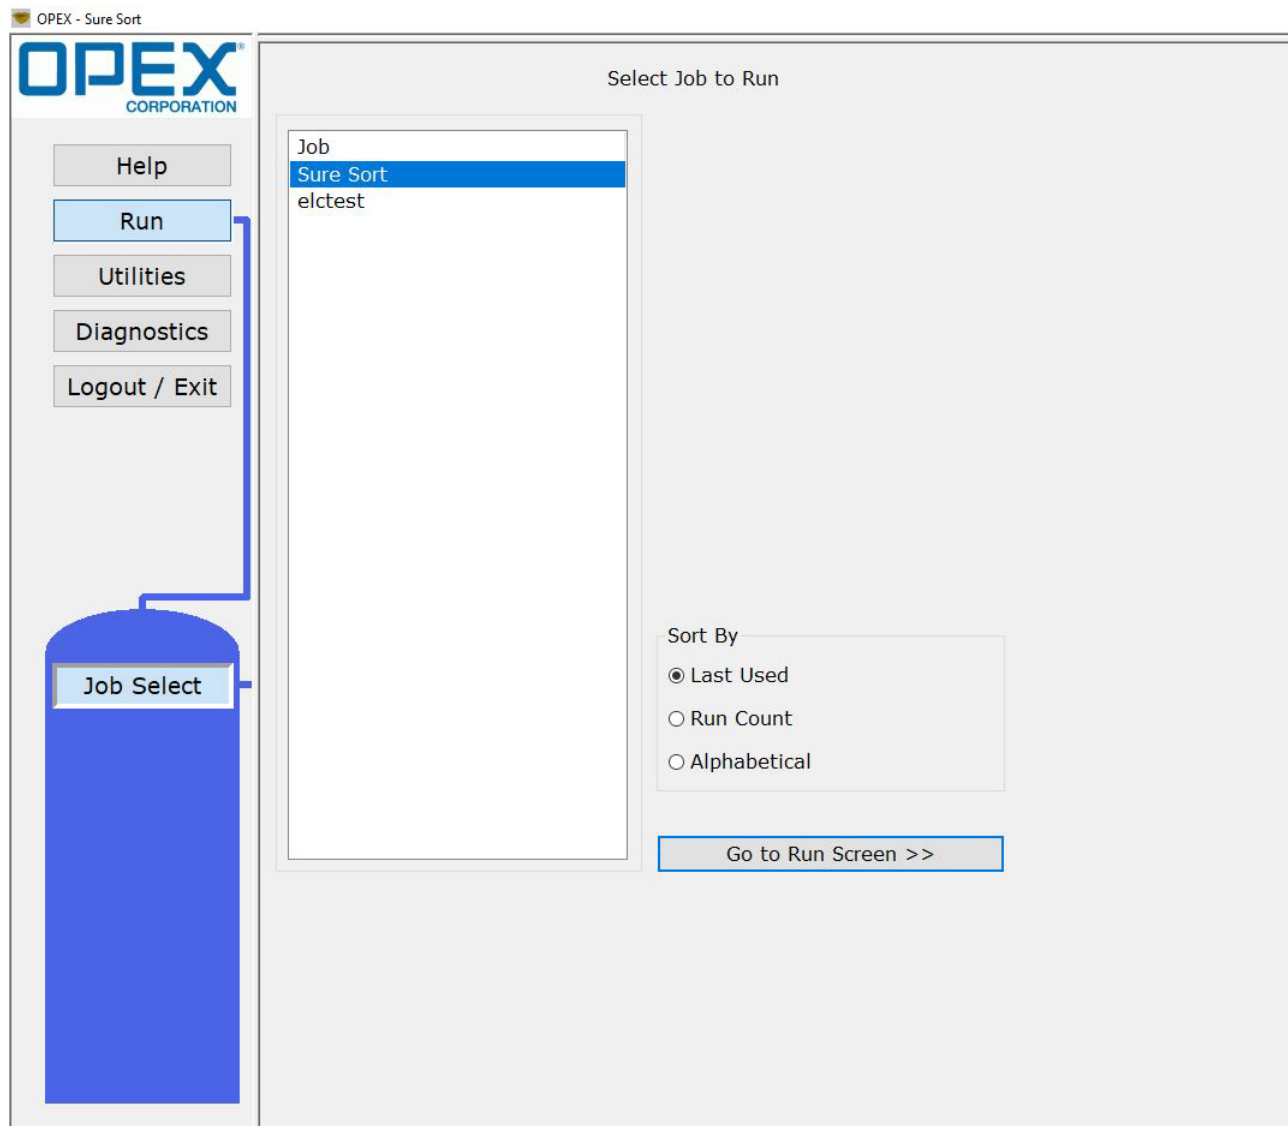 OPEX - Sure Sort
OPEX®
CORPORATION
Help
Run
Utilities
Diagnostics
Logout / Exit
Job Select
Select Job to Run
Job
Sure Sort
elctest
Sort By
Last Used
Run Count
Alphabetical
Go to Run Screen >>